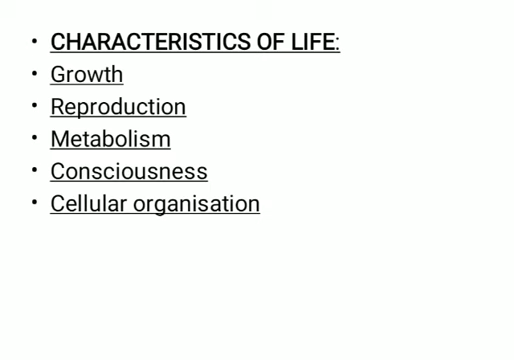 • CHARACTERISTICS OF LIFE:
• Growth
• Reproduction
• Metabolism
• Consciousness
• Cellular organisation